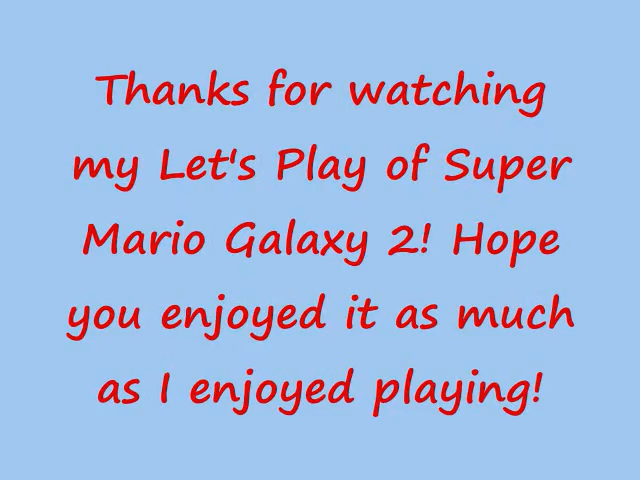 Thanks for watching
my Let's Play of Super
Mario Galaxy 2! Hope
you enjoyed it as much
as I enjoyed playing!